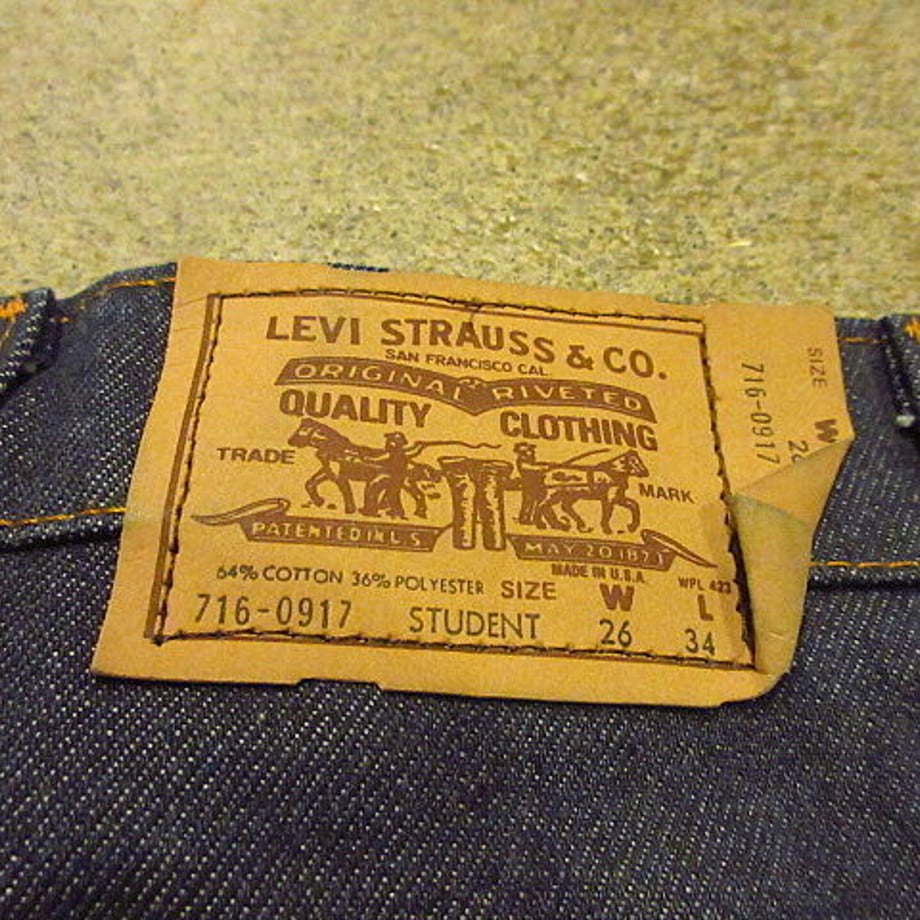 LEVI STRAUSS & CO.
SAN FRANCISCO CAL.
ORIGINAL RIVETED
QUALITY CLOTHING
TRADE MARK
PATENTED IN U S
MAY 20 1873
MADE IN U.S.A.
64% COTTON 36% POLYESTER SIZE W WPL 423 L
716-0917 STUDENT 26 34
SIZE W
716-0917